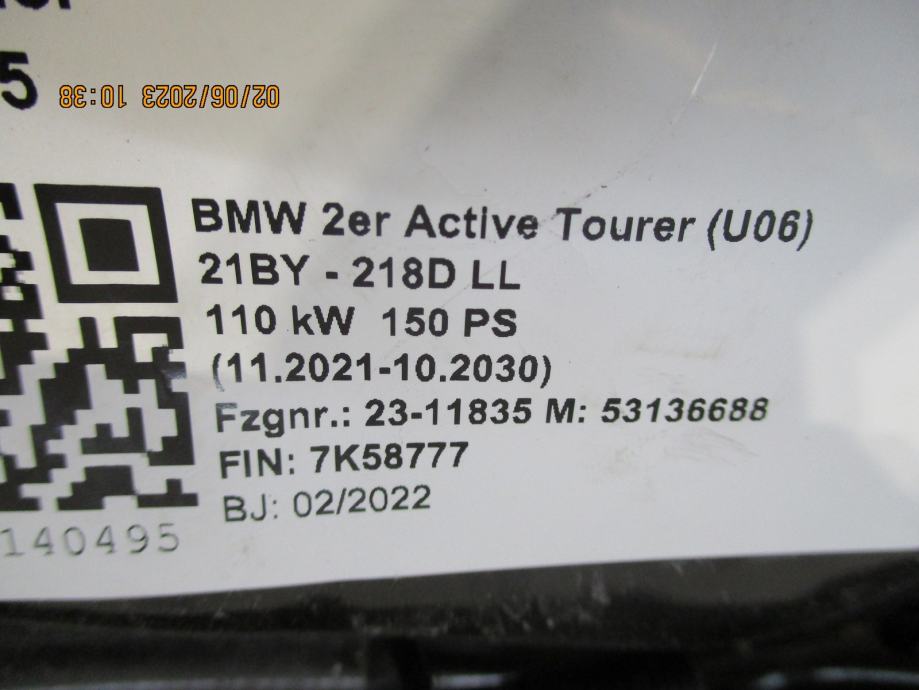 5
02/06/2023 10:38
BMW 2er Active Tourer (U06)
21BY - 218D LL
110 kW 150 PS
(11.2021-10.2030)
Fzgnr.: 23-11835 M: 53136688
FIN: 7K58777
BJ: 02/2022
140495